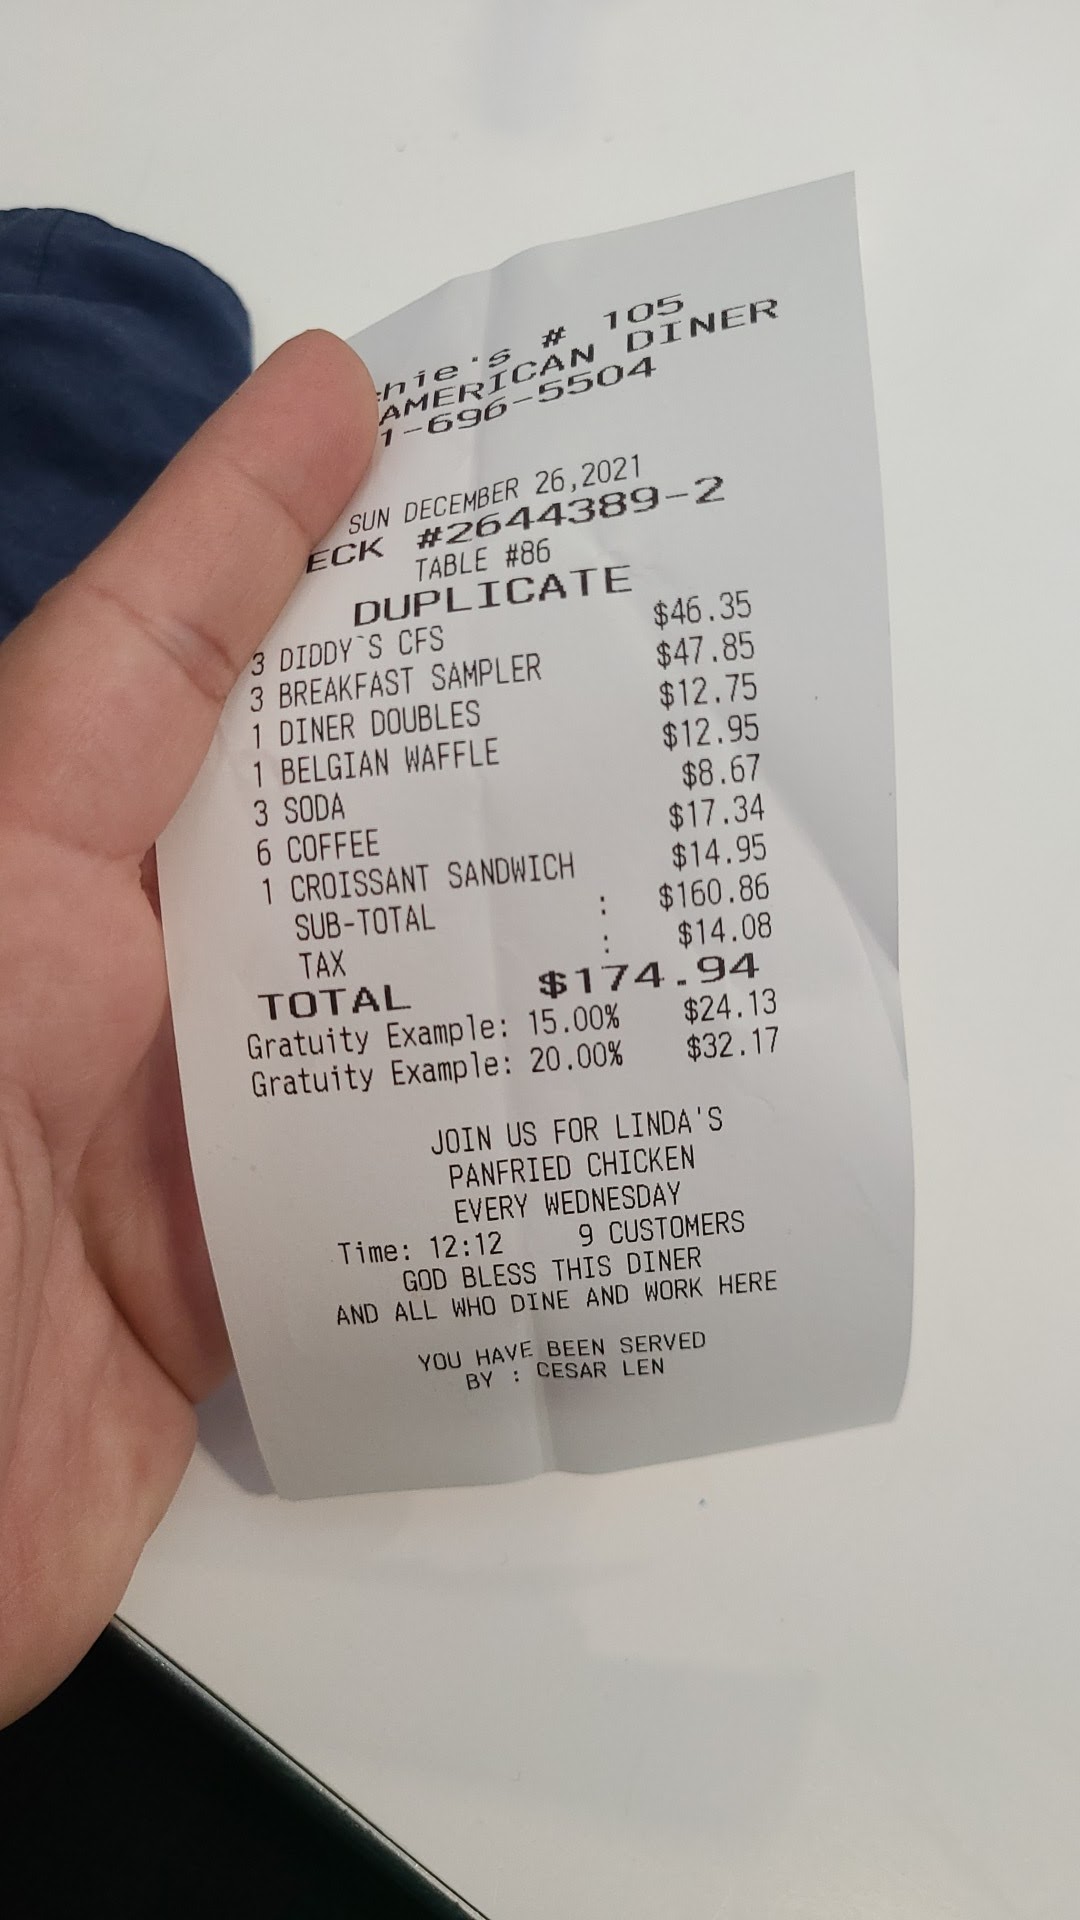 hie's # 105
AMERICAN DINER
1-696-5504
SUN DECEMBER 26,2021
ECK #2644389-2
TABLE #86
DUPLICATE
3 DIDDY`S CFS $46.35
3 BREAKFAST SAMPLER $47.85
1 DINER DOUBLES $12.75
1 BELGIAN WAFFLE $12.95
3 SODA $8.67
6 COFFEE $17.34
1 CROISSANT SANDWICH $14.95
SUB-TOTAL : $160.86
TAX : $14.08
TOTAL $174.94
Gratuity Example: 15.00% $24.13
Gratuity Example: 20.00% $32.17
JOIN US FOR LINDA'S
PANFRIED CHICKEN
EVERY WEDNESDAY
Time: 12:12 9 CUSTOMERS
GOD BLESS THIS DINER
AND ALL WHO DINE AND WORK HERE
YOU HAVE BEEN SERVED
BY : CESAR LEN